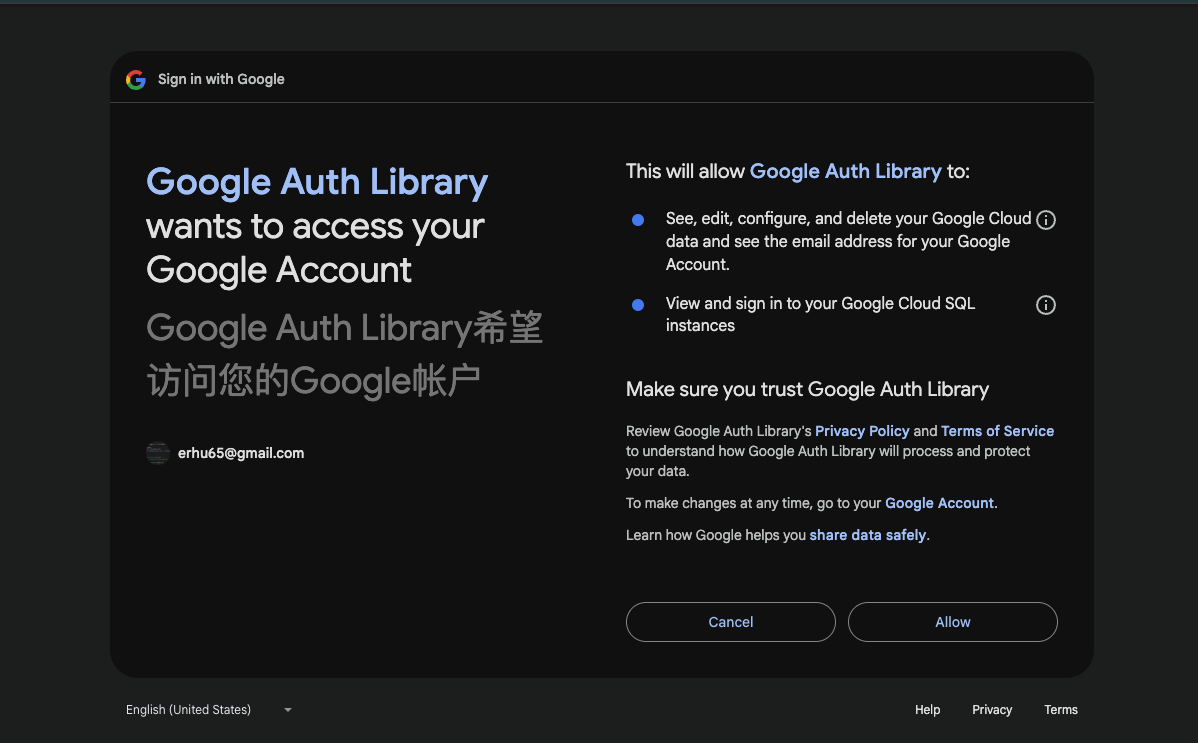 Sign in with Google
Google Auth Library
wants to access your
Google Account
Google Auth Library希望
访问您的Google帐户
erhu65@gmail.com
This will allow Google Auth Library to:
See, edit, configure, and delete your Google Cloud
data and see the email address for your Google
Account.
View and sign in to your Google Cloud SQL
instances
Make sure you trust Google Auth Library
Review Google Auth Library's Privacy Policy and Terms of Service
to understand how Google Auth Library will process and protect
your data.
To make changes at any time, go to your Google Account.
Learn how Google helps you share data safely.
Cancel
Allow
English (United States)
Help
Privacy
Terms